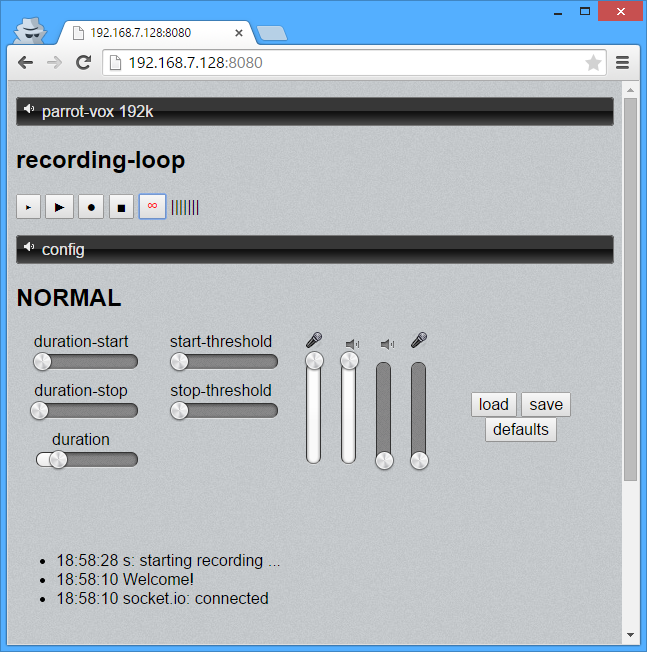 192.168.7.128:8080
192.168.7.128:8080
parrot-vox 192k
recording-loop
∞ |||||||
config
NORMAL
duration-start start-threshold
duration-stop stop-threshold
duration
load save
defaults
18:58:28 s: starting recording ...
18:58:10 Welcome!
18:58:10 socket.io: connected